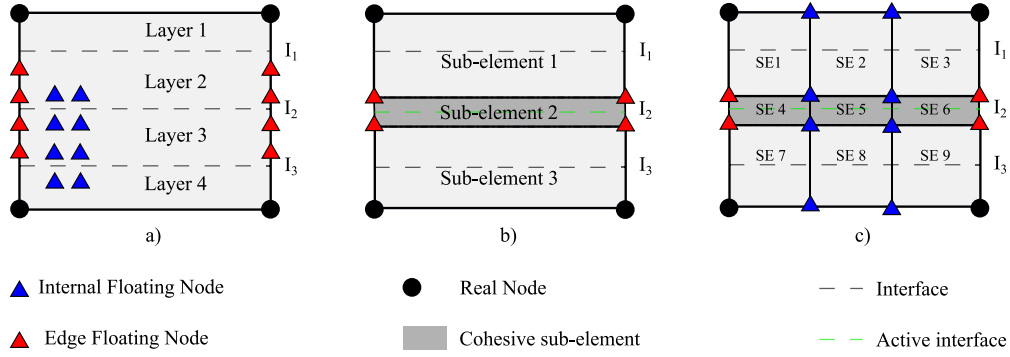 Layer 1
I₁
Layer 2
I₂
Layer 3
I₃
Layer 4
a)
Sub-element 1
I₁
Sub-element 2
I₂
Sub-element 3
I₃
b)
SE1 SE 2 SE 3
I₁
SE 4 SE 5 SE 6
I₂
SE 7 SE 8 SE 9
I₃
c)
Internal Floating Node
Real Node
Interface
Edge Floating Node
Cohesive sub-element
Active interface